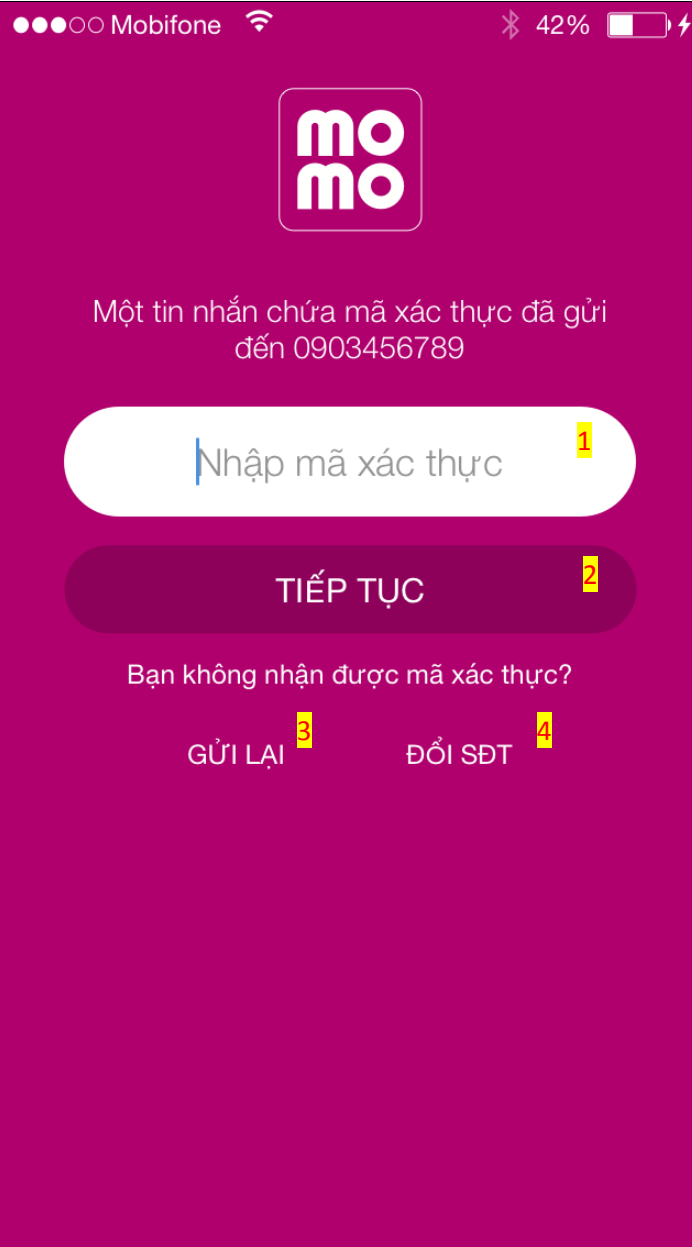 Mobifone 42%
mo
mo
Một tin nhắn chứa mã xác thực đã gửi
đến 0903456789
Nhập mã xác thực 1
TIẾP TỤC 2
Bạn không nhận được mã xác thực?
GỬI LẠI 3 ĐỔI SĐT 4